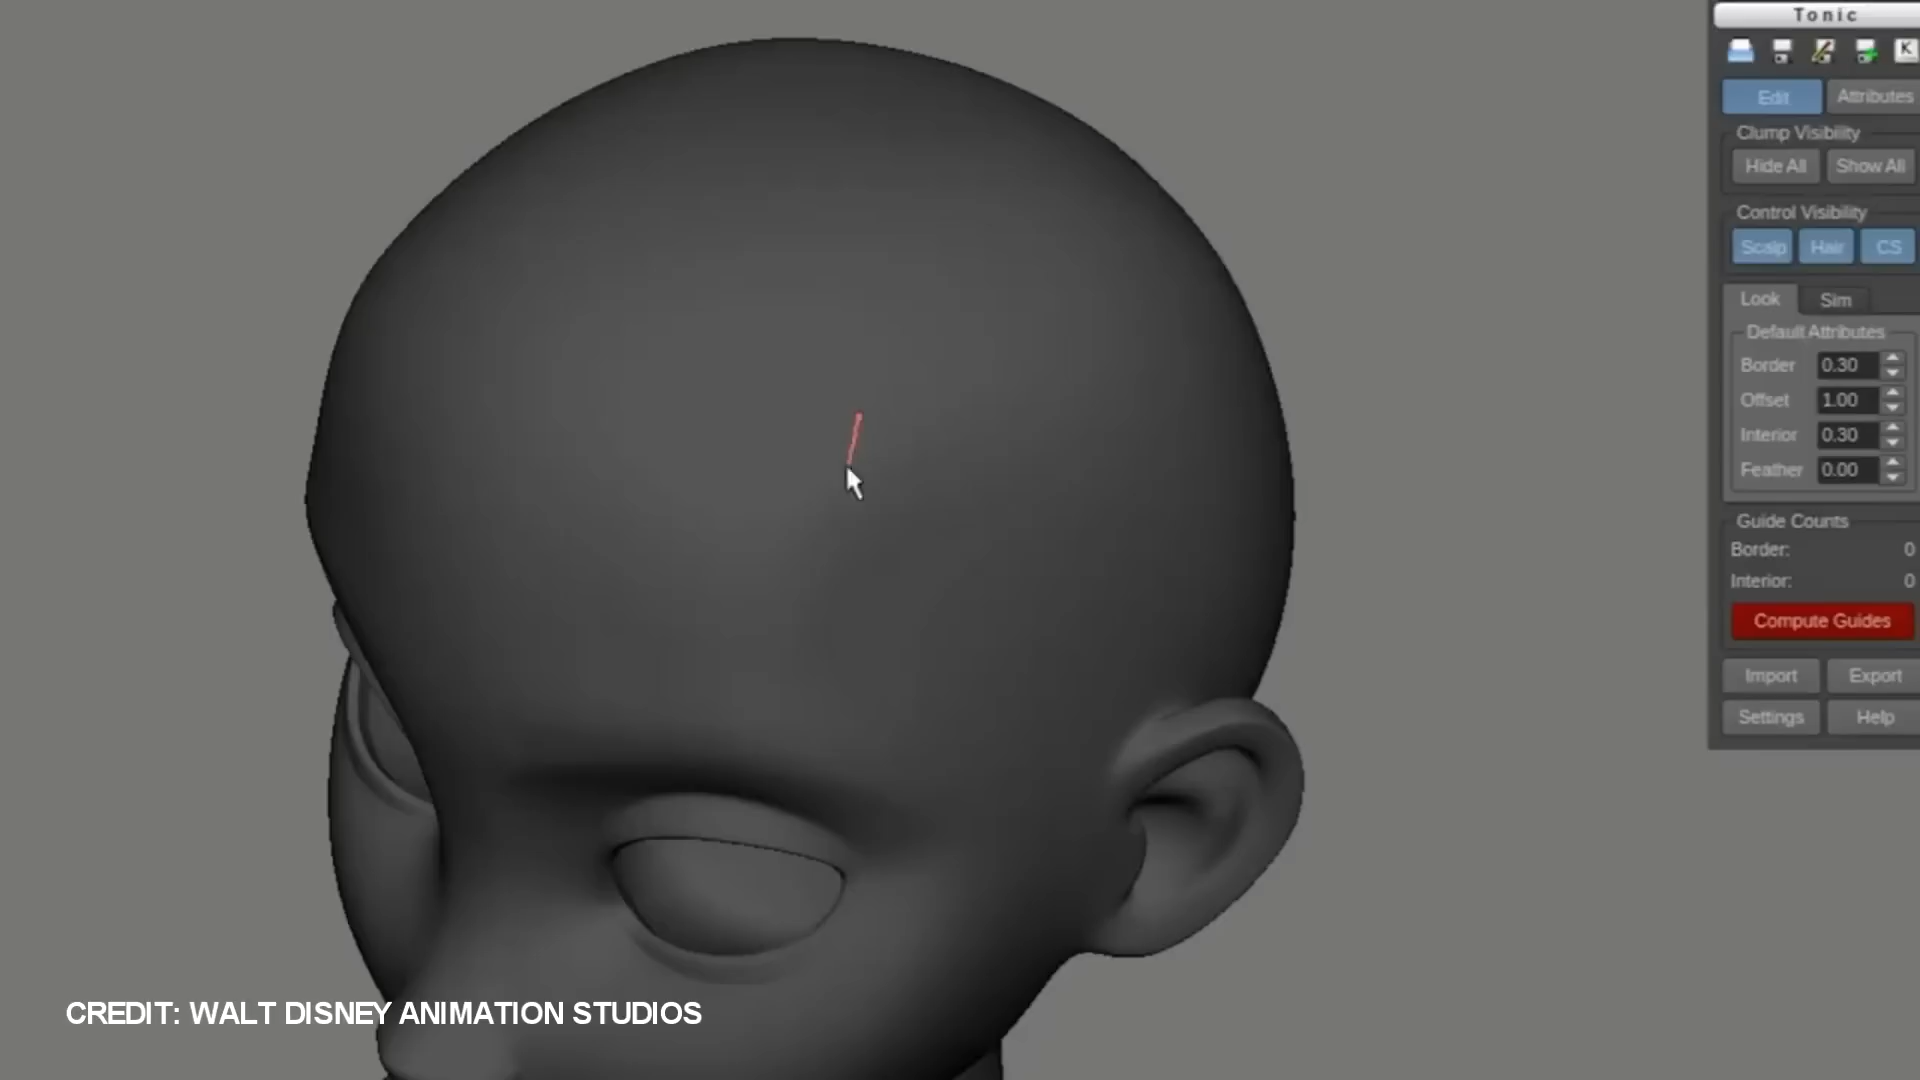 Tonic
K
Edit Attributes
Clump Visibility
Hide All Show All
Control Visibility
Scalp Hair CS
Look Sim
Default Attributes
Border 0.30
Offset 1.00
Interior 0.30
Feather 0.00
Guide Counts
Border: 0
Interior: 0
Compute Guides
Import Export
Settings Help
CREDIT: WALT DISNEY ANIMATION STUDIOS